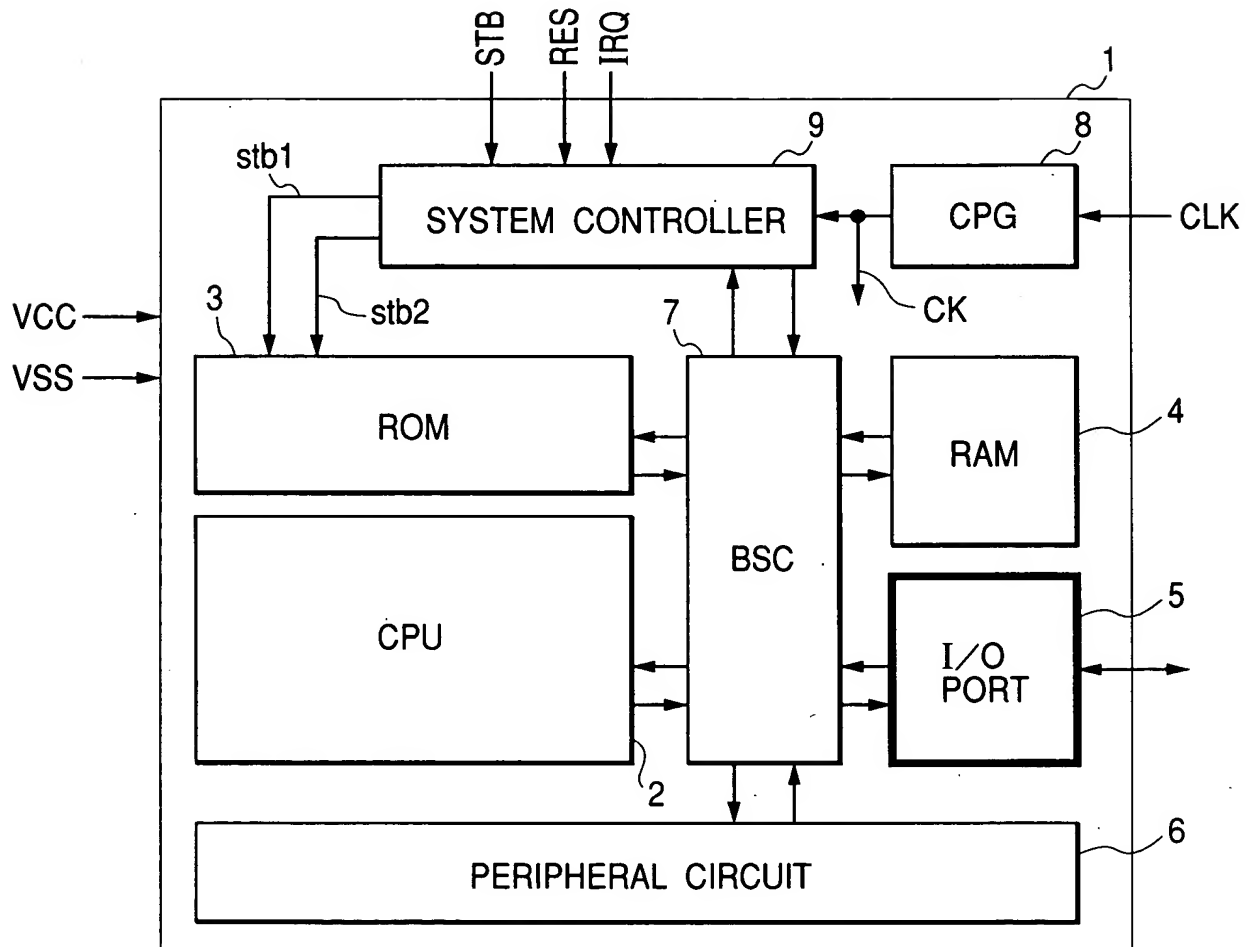 STB
RES
IRQ
1
9
8
stb1
SYSTEM CONTROLLER
CPG
CLK
3
stb2
7
CK
VCC
VSS
ROM
RAM
4
BSC
CPU
5
I/O
PORT
2
6
PERIPHERAL CIRCUIT